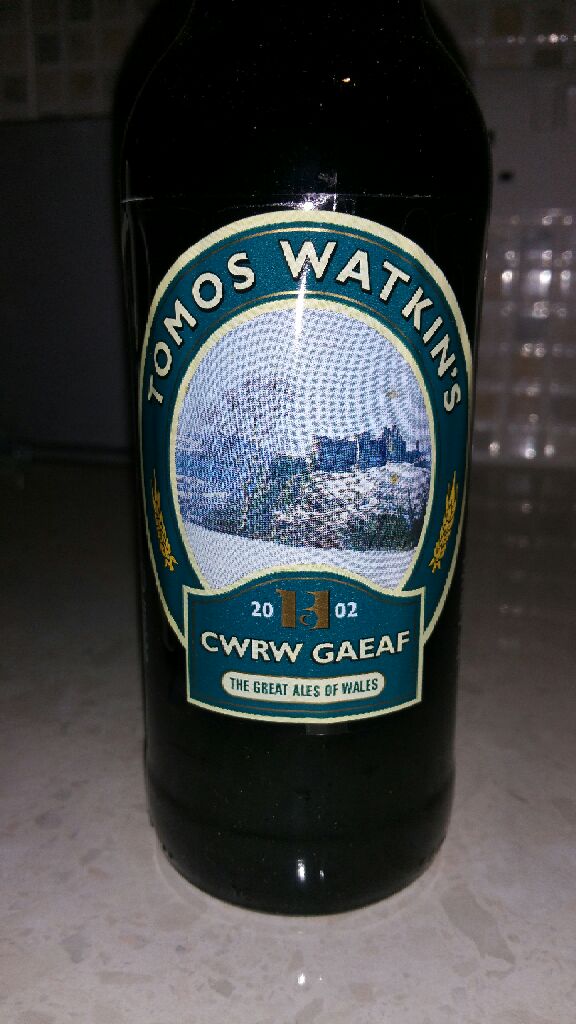 TOMOS WATKIN'S
20 02
CWRW GAEAF
THE GREAT ALES OF WALES